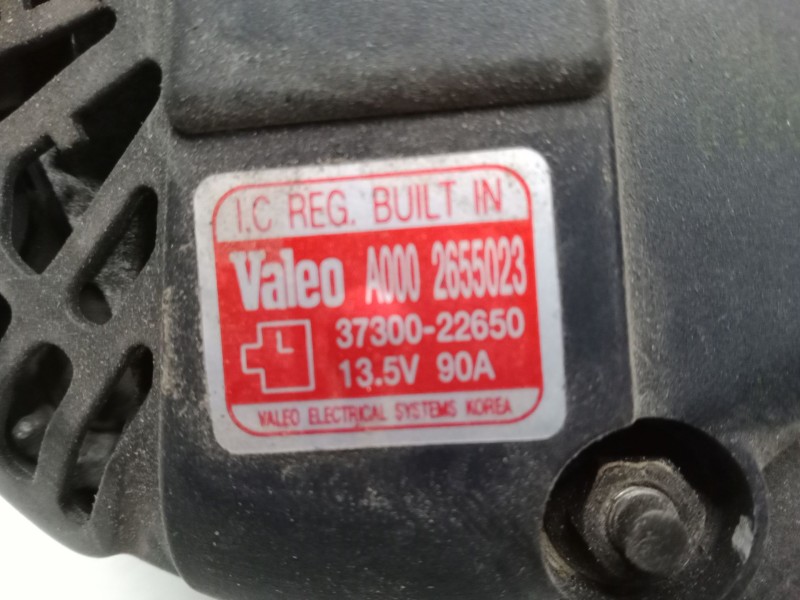 I.C REG. BUILT IN
Valeo A000 2655023
37300-22650
13.5V 90A
VALEO ELECTRICAL SYSTEMS KOREA